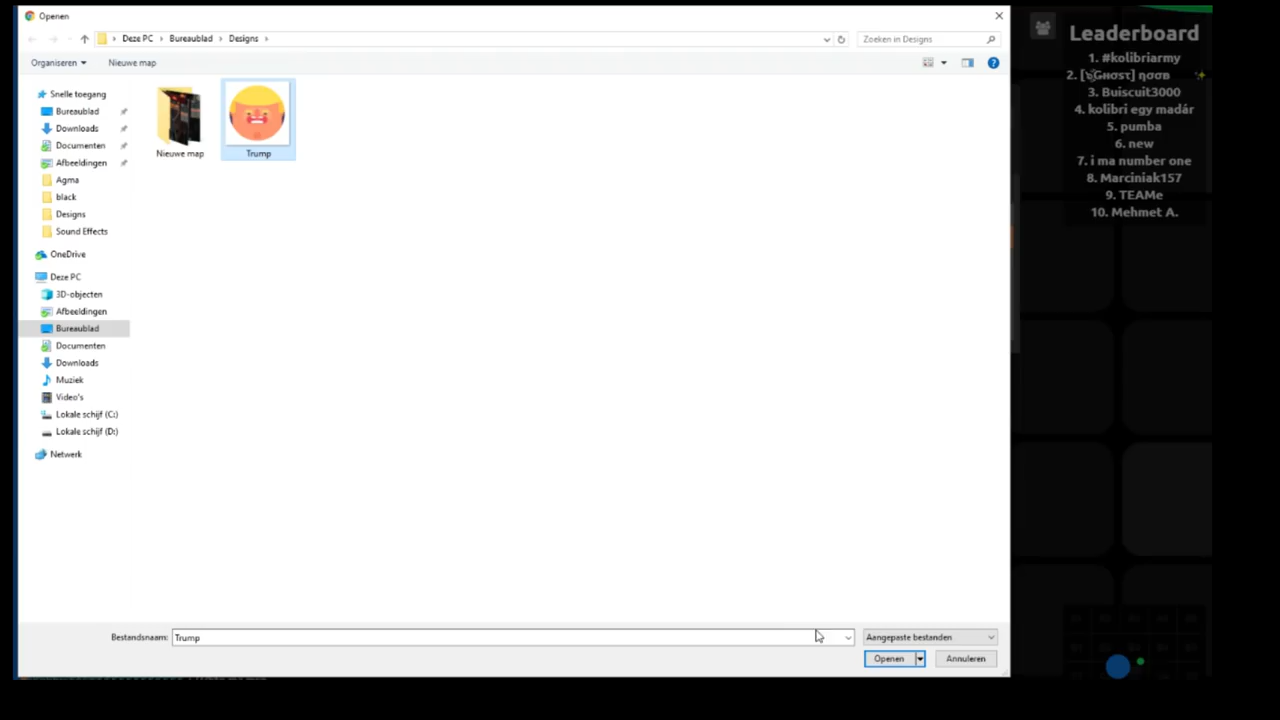 Openen
Deze PC > Bureaublad > Designs >
Zoeken in Designs
Organiseren
Nieuwe map
Snelle toegang
Bureaublad
Downloads
Documenten
Afbeeldingen
Agma
black
Designs
Sound Effects
OneDrive
Deze PC
3D-objecten
Afbeeldingen
Bureaublad
Documenten
Downloads
Muziek
Video's
Lokale schijf (C:)
Lokale schijf (D:)
Netwerk
Nieuwe map
Trump
Bestandsnaam:
Trump
Aangepaste bestanden
Openen
Annuleren
Leaderboard
1. #kolibriarmy
2.
3. Buiscuit3000
4. kolibri egy madár
5. pumba
6. new
7. i ma number one
8. Marciniak157
9. TEAMe
10. Mehmet A.